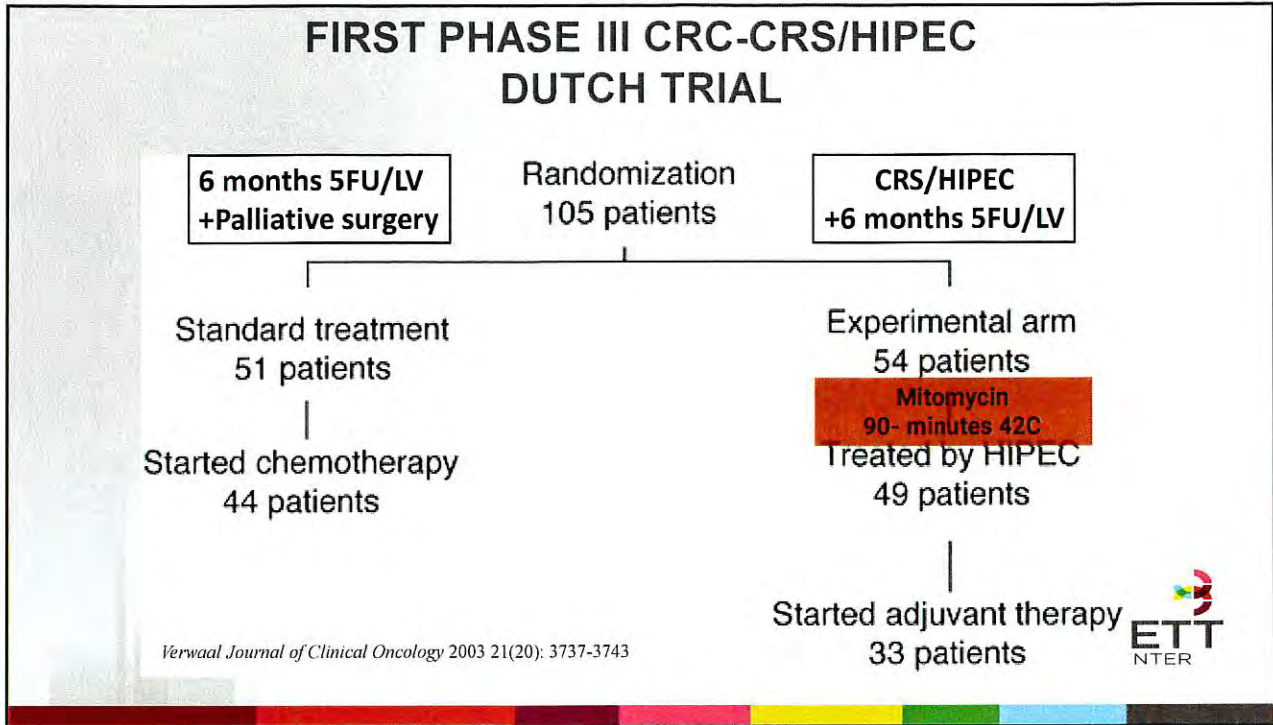 FIRST PHASE III CRC-CRS/HIPEC
DUTCH TRIAL
6 months 5FU/LV
+Palliative surgery
Randomization
105 patients
CRS/HIPEC
+6 months 5FU/LV
Standard treatment
51 patients
Experimental arm
54 patients
Mitomycin
90- minutes 42C
Started chemotherapy
44 patients
Treated by HIPEC
49 patients
Started adjuvant therapy
33 patients
Verwaal Journal of Clinical Oncology 2003 21(20): 3737-3743
ETT
NTER